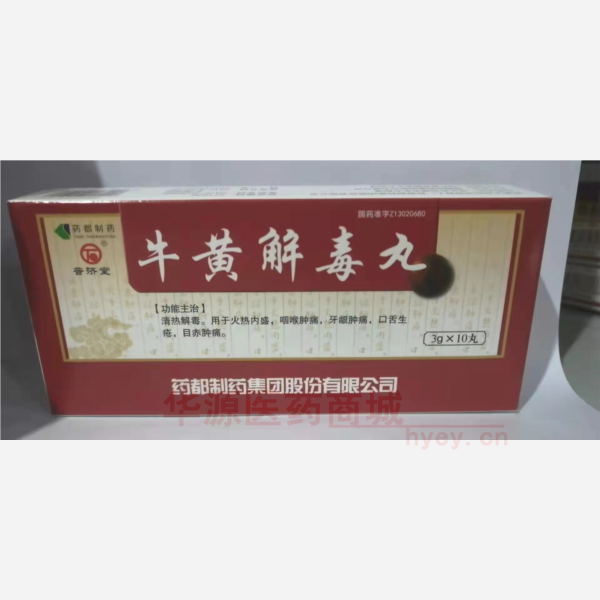 国药准字Z13020680
药都制药
普济堂
牛黄解毒丸
【功能主治】
清热解毒。用于火热内盛,咽喉肿痛,牙龈肿痛,口舌生
疮,目赤肿痛。
3g×10丸
药都制药集团股份有限公司
华源医药商城
hyey.cn